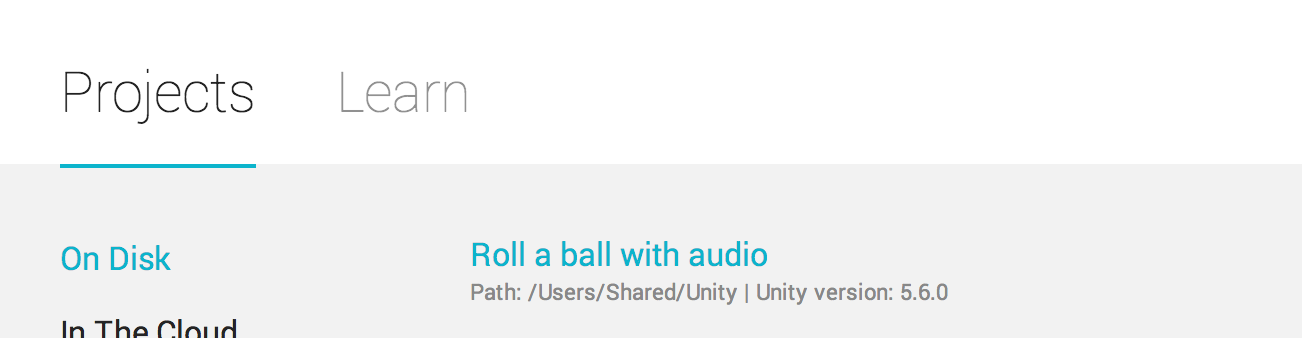 Projects Learn
On Disk
Roll a ball with audio
Path: /Users/Shared/Unity | Unity version: 5.6.0
In The Cloud